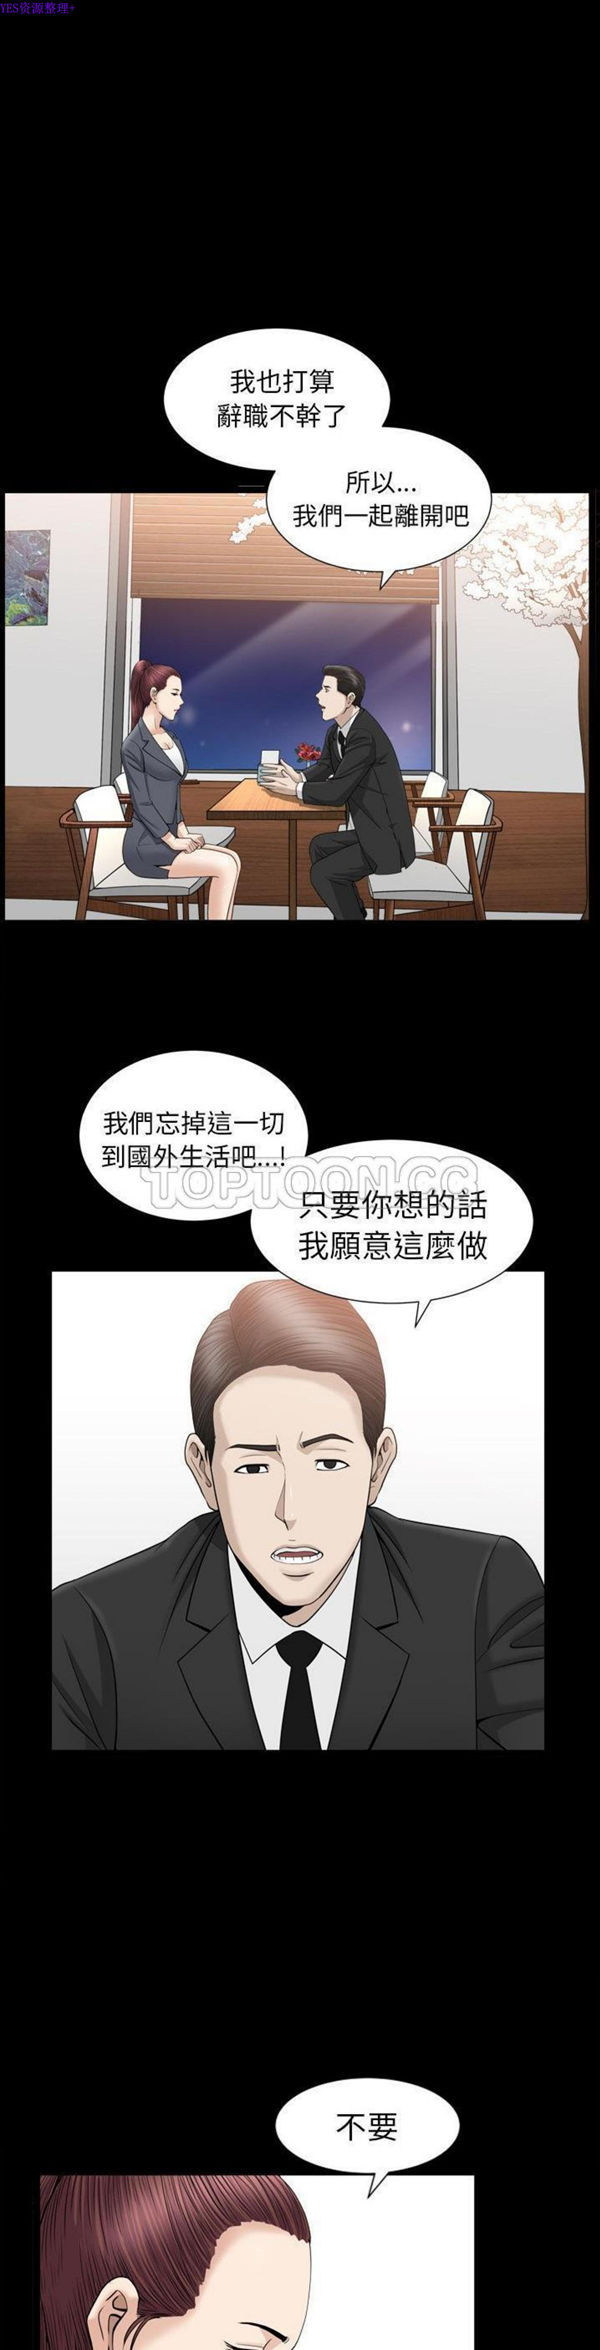 YES资源整理+
我也打算
辭職不幹了
所以...
我們一起離開吧
我們忘掉這一切
到國外生活吧...!
TOPTOON.CC
只要你想的話
我願意這麼做
不要